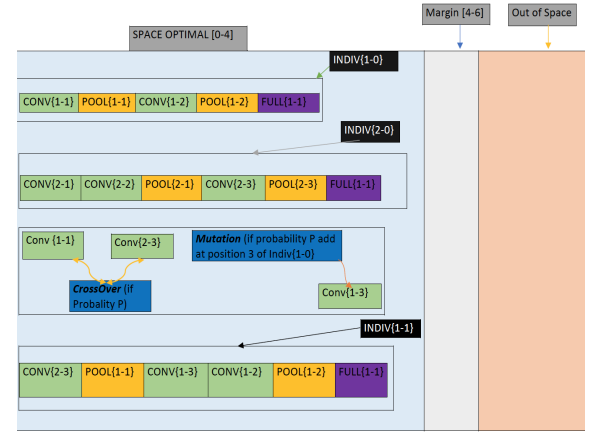 Margin [4-6]
Out of Space
SPACE OPTIMAL [0-4]
INDIV{1-0}
CONV{1-1} POOL{1-1} CONV{1-2} POOL{1-2} FULL{1-1}
INDIV{2-0}
CONV{2-1} CONV{2-2} POOL{2-1} CONV{2-3} POOL{2-3} FULL{1-1}
Conv {1-1}
Conv{2-3}
Mutation (if probability P add
at position 3 of Indiv{1-0)
CrossOver (if
Probality P)
Conv{1-3}
INDIV{1-1}
CONV{2-3} POOL{1-1} CONV{1-3} CONV{1-2} POOL{1-2} FULL{1-1}